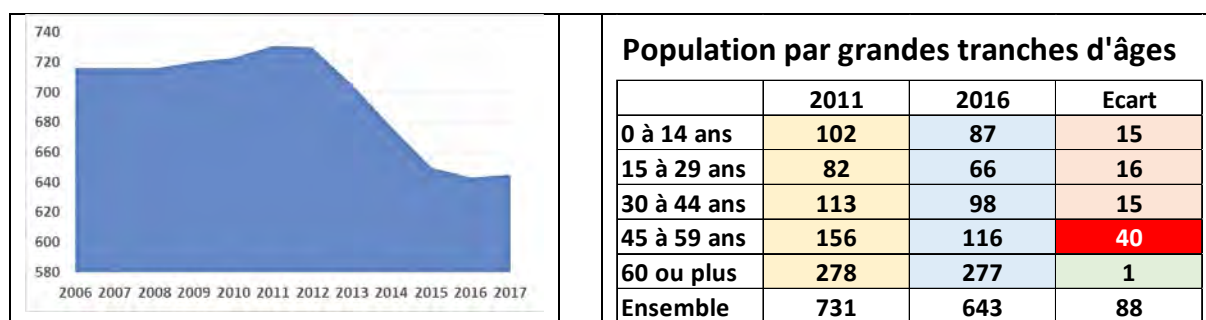 740
720
700
680
660
640
620
600
580
2006 2007 2008 2009 2010 2011 2012 2013 2014 2015 2016 2017
Population par grandes tranches d'âges
2011 2016 Ecart
0 à 14 ans 102 87 15
15 à 29 ans 82 66 16
30 à 44 ans 113 98 15
45 à 59 ans 156 116 40
60 ou plus 278 277 1
Ensemble 731 643 88